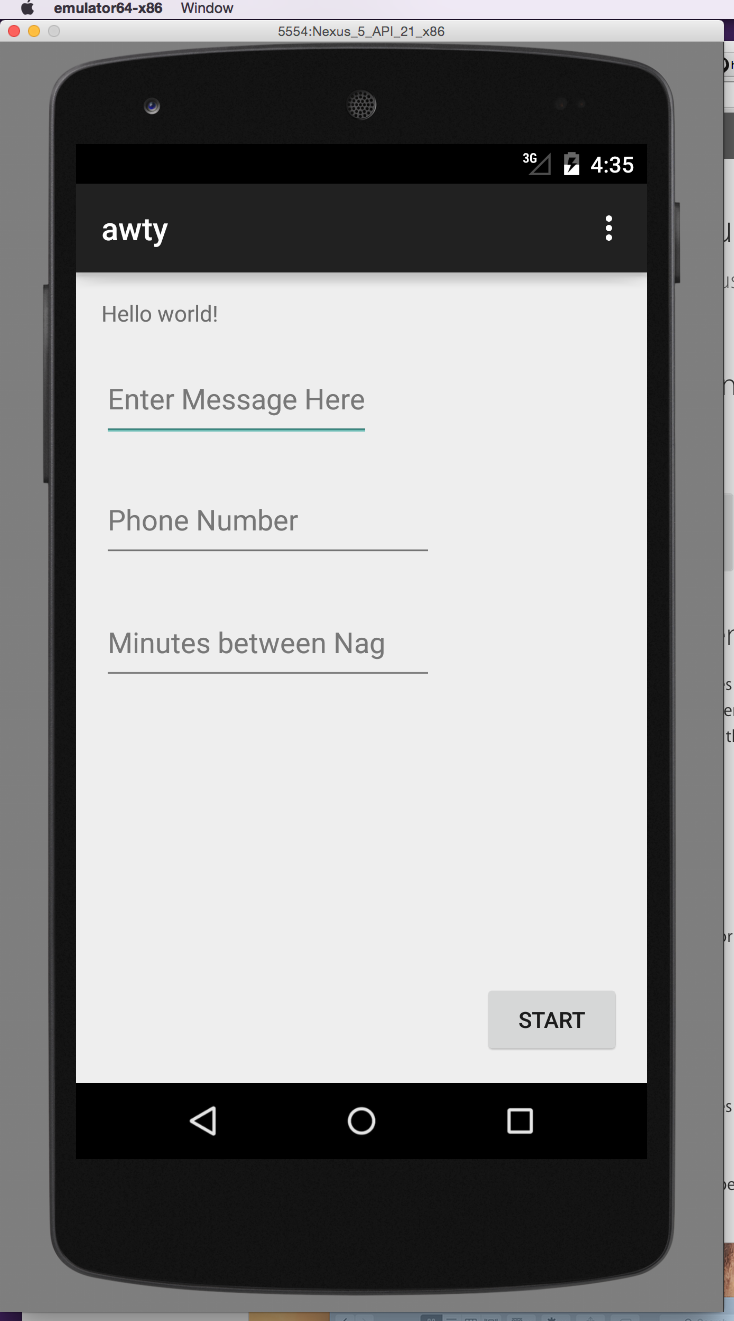 emulator64-x86 Window
5554:Nexus_5_API_21_x86
3G 4:35
awty
Hello world!
Enter Message Here
Phone Number
Minutes between Nag
START